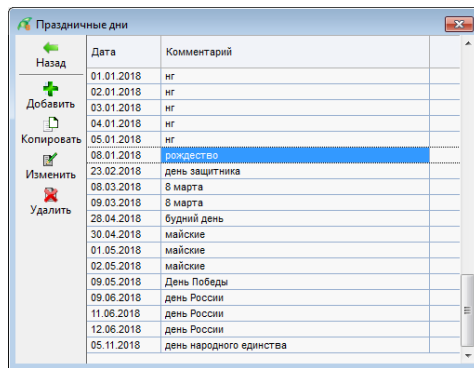 Праздничные дни
Назад
Добавить
Копировать
Изменить
Удалить
Дата Комментарий
01.01.2018 нг
02.01.2018 нг
03.01.2018 нг
04.01.2018 нг
05.01.2018 нг
08.01.2018 рождество
23.02.2018 день защитника
08.03.2018 8 марта
09.03.2018 8 марта
28.04.2018 будний день
30.04.2018 майские
01.05.2018 майские
02.05.2018 майские
09.05.2018 День Победы
09.06.2018 день России
11.06.2018 день России
12.06.2018 день России
05.11.2018 день народного единства